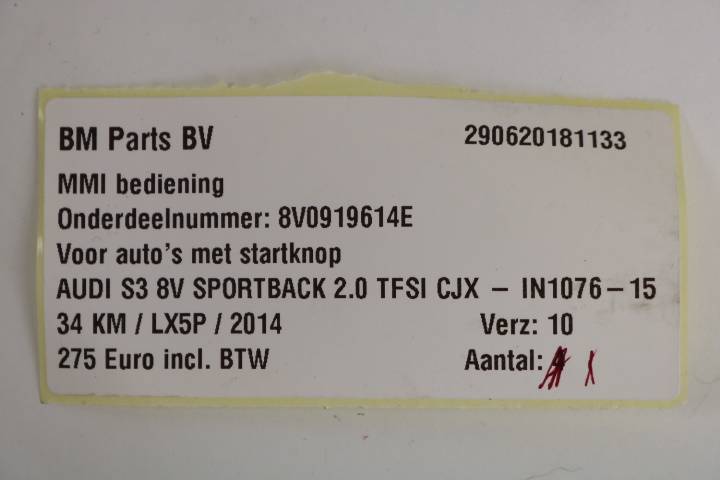 BM Parts BV 290620181133
MMI bediening
Onderdeelnummer: 8V0919614E
Voor auto's met startknop
AUDI S3 8V SPORTBACK 2.0 TFSI CJX – IN1076–15
34 KM / LX5P / 2014 Verz: 10
275 Euro incl. BTW Aantal: 1